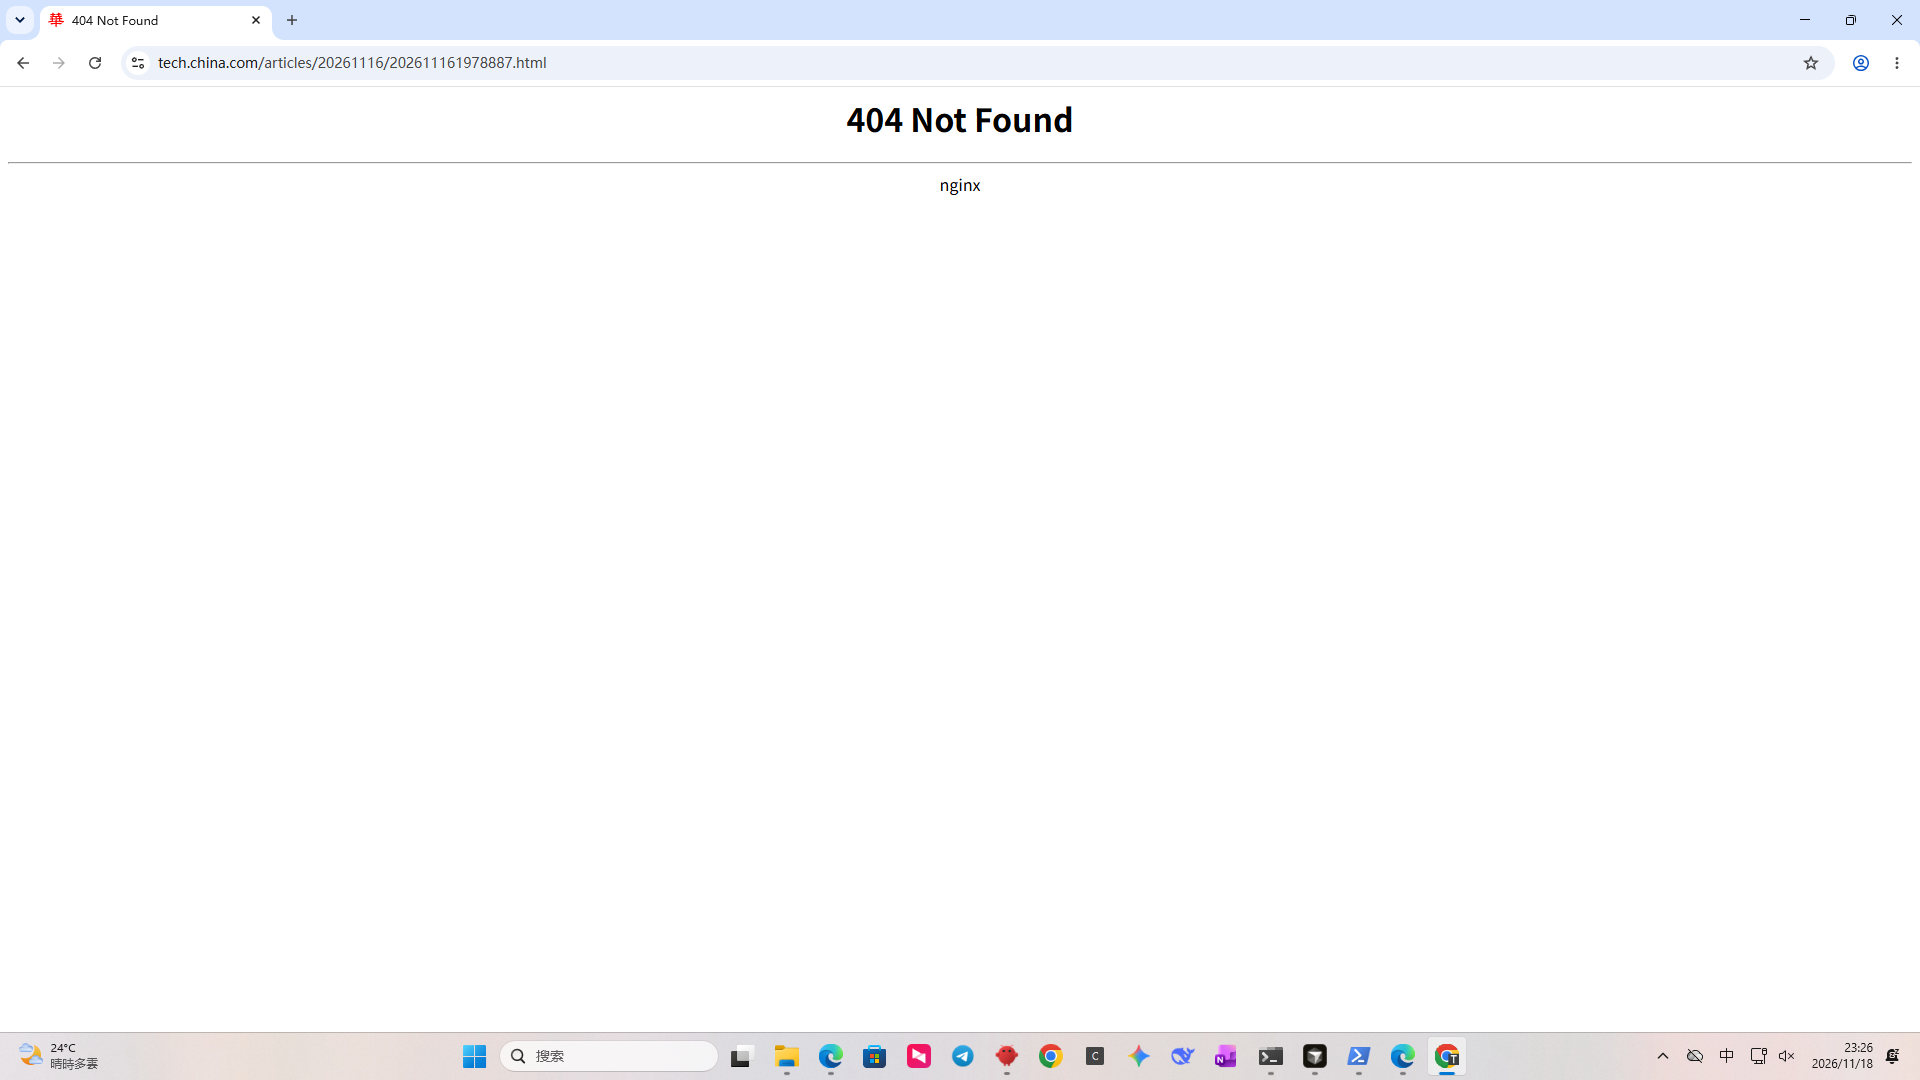 華 404 Not Found
tech.china.com/articles/20261116/202611161978887.html
404 Not Found
nginx
24°C
晴時多雲
搜索
C
N
T
中
23:26
2026/11/18